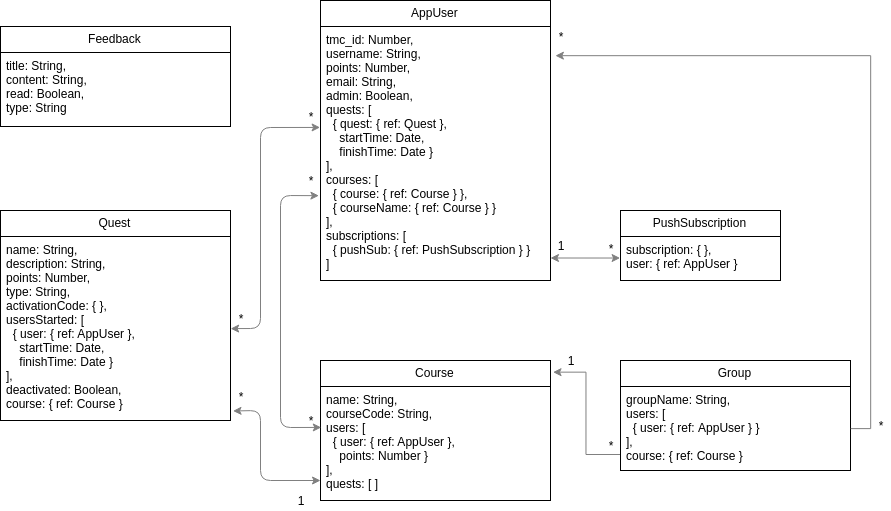 AppUser
tmc_id: Number,
username: String,
points: Number,
email: String,
admin: Boolean,
quests: [
{ quest: { ref: Quest },
startTime: Date,
finishTime: Date }
],
courses: [
{ course: { ref: Course } },
{ courseName: { ref: Course } }
],
subscriptions: [
{ pushSub: { ref: PushSubscription } }
]
Feedback
title: String,
content: String,
read: Boolean,
type: String
Quest
name: String,
description: String,
points: Number,
type: String,
activationCode: { },
usersStarted: [
{ user: { ref: AppUser },
startTime: Date,
finishTime: Date }
],
deactivated: Boolean,
course: { ref: Course }
PushSubscription
subscription: { },
user: { ref: AppUser }
Course
name: String,
courseCode: String,
users: [
{ user: { ref: AppUser },
points: Number }
],
quests: [ ]
Group
groupName: String,
users: [
{ user: { ref: AppUser } }
],
course: { ref: Course }
*
*
*
1
*
*
1
*
*
*
*
1